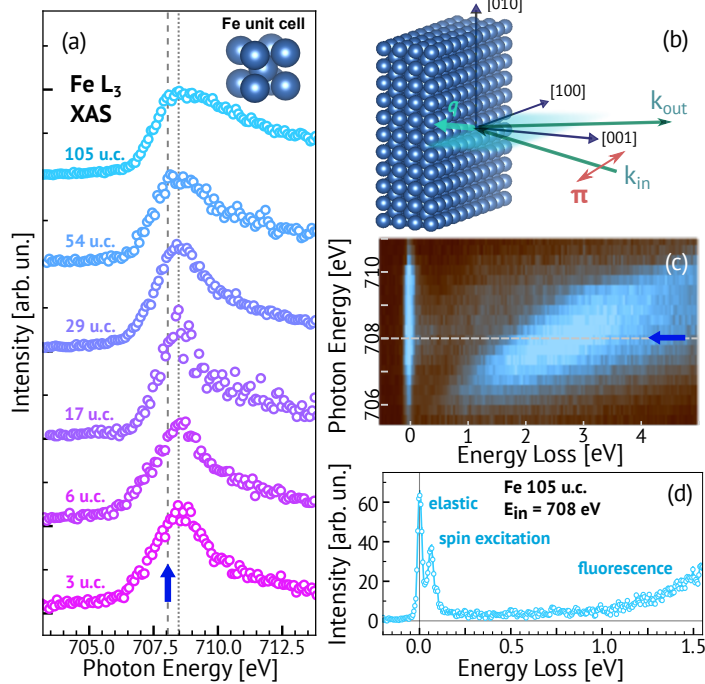 (a)
Fe unit cell
Fe L₃
XAS
105 u.c.
54 u.c.
29 u.c.
17 u.c.
6 u.c.
3 u.c.
Intensity [arb. un.]
705.0 707.5 710.0 712.5
Photon Energy [eV]
(b)
[010]
[100]
[001]
q
k_out
k_in
π
(c)
Photon Energy [eV]
710
708
706
0 1 2 3 4
Energy Loss [eV]
(d)
Fe 105 u.c.
E_in = 708 eV
elastic
spin excitation
fluorescence
Intensity [arb. un.]
60
40
20
0
0.0 0.5 1.0 1.5
Energy Loss [eV]